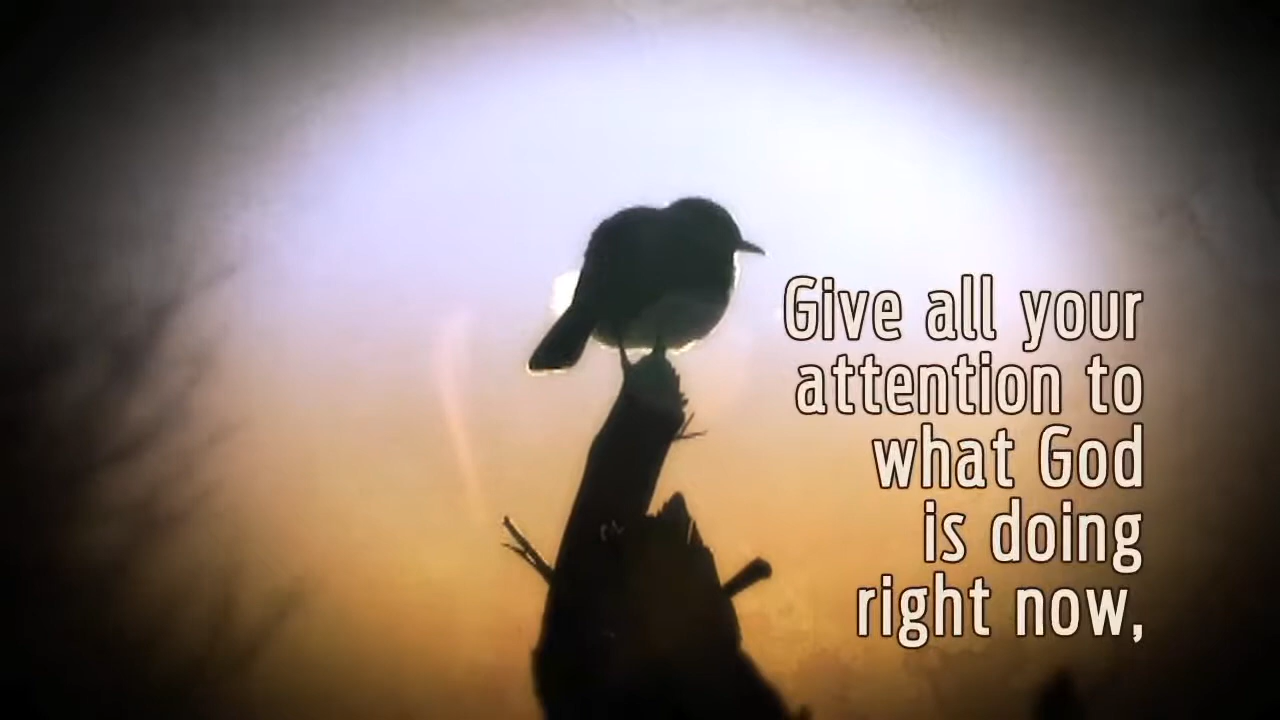 Give all your
attention to
what God
is doing
right now,